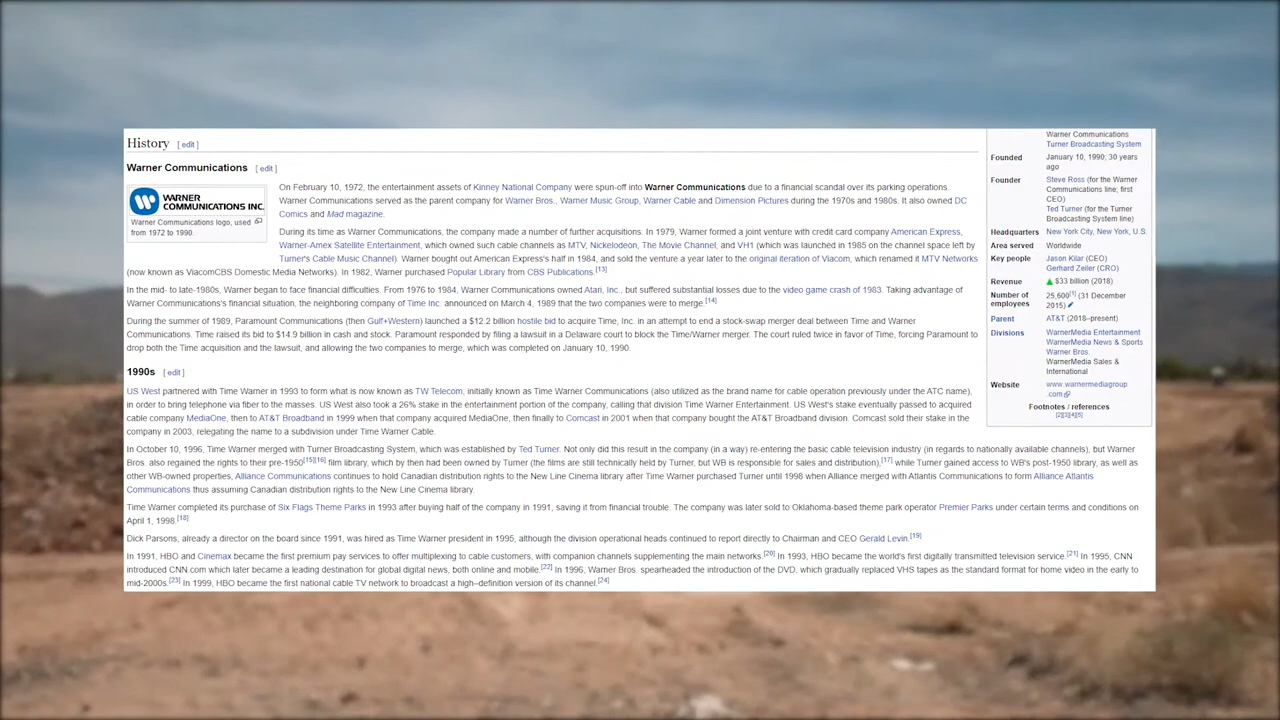 History [ edit ]
Warner Communications [ edit ]
WARNER
COMMUNICATIONS INC.
Warner Communications logo, used
from 1972 to 1990.
On February 10, 1972, the entertainment assets of Kinney National Company were spun-off into Warner Communications due to a financial scandal over its parking operations.
Warner Communications served as the parent company for Warner Bros., Warner Music Group, Warner Cable and Dimension Pictures during the 1970s and 1980s. It also owned DC
Comics and Mad magazine.
During its time as Warner Communications, the company made a number of further acquisitions. In 1979, Warner formed a joint venture with credit card company American Express,
Warner-Amex Satellite Entertainment, which owned such cable channels as MTV, Nickelodeon, The Movie Channel, and VH1 (which was launched in 1985 on the channel space left by
Turner's Cable Music Channel). Warner bought out American Express's half in 1984, and sold the venture a year later to the original iteration of Viacom, which renamed it MTV Networks
(now known as ViacomCBS Domestic Media Networks). In 1982, Warner purchased Popular Library from CBS Publications.[13]
In the mid- to late-1980s, Warner began to face financial difficulties. From 1976 to 1984, Warner Communications owned Atari, Inc., but suffered substantial losses due to the video game crash of 1983. Taking advantage of
Warner Communications's financial situation, the neighboring company of Time Inc. announced on March 4, 1989 that the two companies were to merge.[14]
During the summer of 1989, Paramount Communications (then Gulf+Western) launched a $12.2 billion hostile bid to acquire Time, Inc. in an attempt to end a stock-swap merger deal between Time and Warner
Communications. Time raised its bid to $14.9 billion in cash and stock. Paramount responded by filing a lawsuit in a Delaware court to block the Time/Warner merger. The court ruled twice in favor of Time, forcing Paramount to
drop both the Time acquisition and the lawsuit, and allowing the two companies to merge, which was completed on January 10, 1990.
1990s [ edit ]
US West partnered with Time Warner in 1993 to form what is now known as TW Telecom, initially known as Time Warner Communications (also utilized as the brand name for cable operation previously under the ATC name),
in order to bring telephone via fiber to the masses. US West also took a 26% stake in the entertainment portion of the company, calling that division Time Warner Entertainment. US West's stake eventually passed to acquired
cable company MediaOne, then to AT&T Broadband in 1999 when that company acquired MediaOne, then finally to Comcast in 2001 when that company bought the AT&T Broadband division. Comcast sold their stake in the
company in 2003, relegating the name to a subdivision under Time Warner Cable.
In October 10, 1996, Time Warner merged with Turner Broadcasting System, which was established by Ted Turner. Not only did this result in the company (in a way) re-entering the basic cable television industry (in regards to nationally available channels), but Warner
Bros. also regained the rights to their pre-1950[15][16] film library, which by then had been owned by Turner (the films are still technically held by Turner, but WB is responsible for sales and distribution),[17] while Turner gained access to WB's post-1950 library, as well as
other WB-owned properties, Alliance Communications continues to hold Canadian distribution rights to the New Line Cinema library after Time Warner purchased Turner until 1998 when Alliance merged with Atlantis Communications to form Alliance Atlantis
Communications thus assuming Canadian distribution rights to the New Line Cinema library.
Time Warner completed its purchase of Six Flags Theme Parks in 1993 after buying half of the company in 1991, saving it from financial trouble. The company was later sold to Oklahoma-based theme park operator Premier Parks under certain terms and conditions on
April 1, 1998.[18]
Dick Parsons, already a director on the board since 1991, was hired as Time Warner president in 1995, although the division operational heads continued to report directly to Chairman and CEO Gerald Levin.[19]
In 1991, HBO and Cinemax became the first premium pay services to offer multiplexing to cable customers, with companion channels supplementing the main networks.[20] In 1993, HBO became the world's first digitally transmitted television service.[21] In 1995, CNN
introduced CNN.com which later became a leading destination for global digital news, both online and mobile.[22] In 1996, Warner Bros. spearheaded the introduction of the DVD, which gradually replaced VHS tapes as the standard format for home video in the early to
mid-2000s.[23] In 1999, HBO became the first national cable TV network to broadcast a high–definition version of its channel.[24]
Warner Communications
Turner Broadcasting System
Founded January 10, 1990; 30 years
ago
Founder Steve Ross (for the Warner
Communications line; first
CEO)
Ted Turner (for the Turner
Broadcasting System line)
Headquarters New York City, New York, U.S.
Area served Worldwide
Key people Jason Kilar (CEO)
Gerhard Zeiler (CRO)
Revenue $33 billion (2018)
Number of 25,600[1] (31 December
employees 2015)
Parent AT&T (2018–present)
Divisions WarnerMedia Entertainment
WarnerMedia News & Sports
Warner Bros.
WarnerMedia Sales &
International
Website www.warnermediagroup
.com
Footnotes / references
[2][3][4][5]